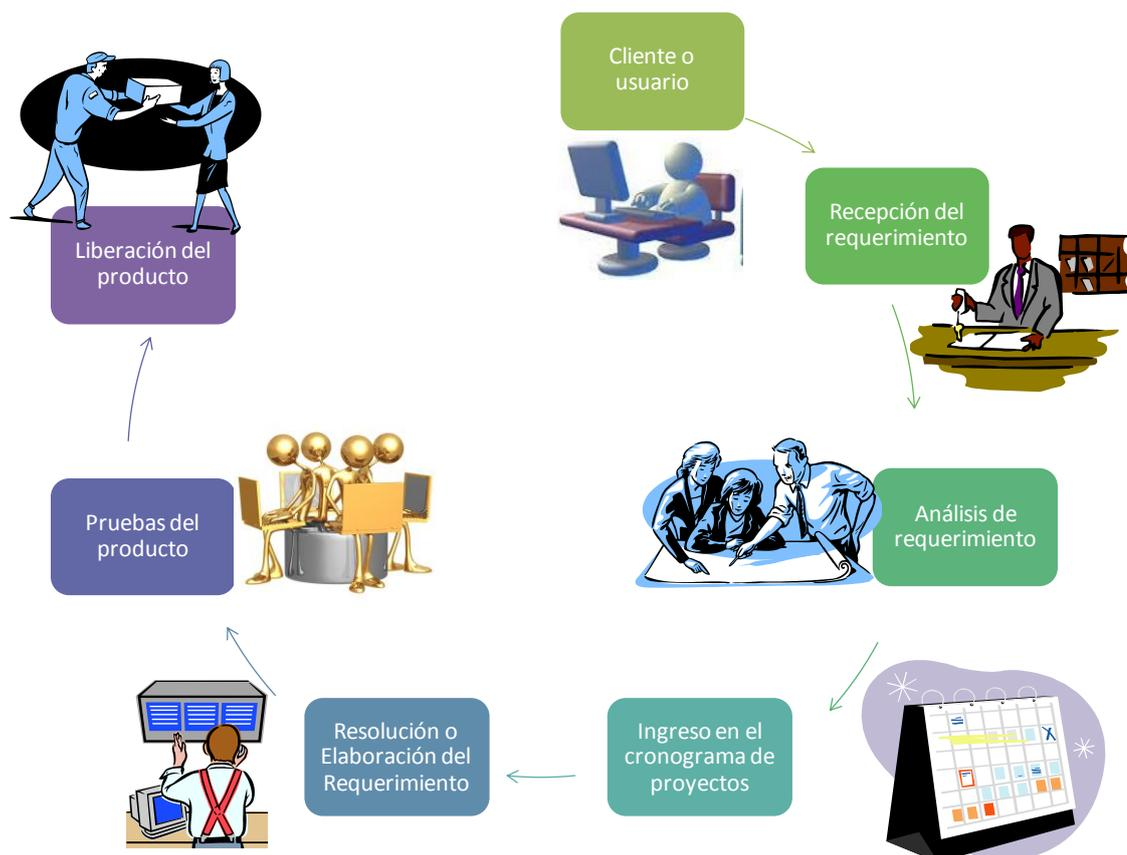 Cliente o
usuario
Recepción del
requerimiento
Análisis de
requerimiento
Ingreso en el
cronograma de
proyectos
Resolución o
Elaboración del
Requerimiento
Pruebas del
producto
Liberación del
producto